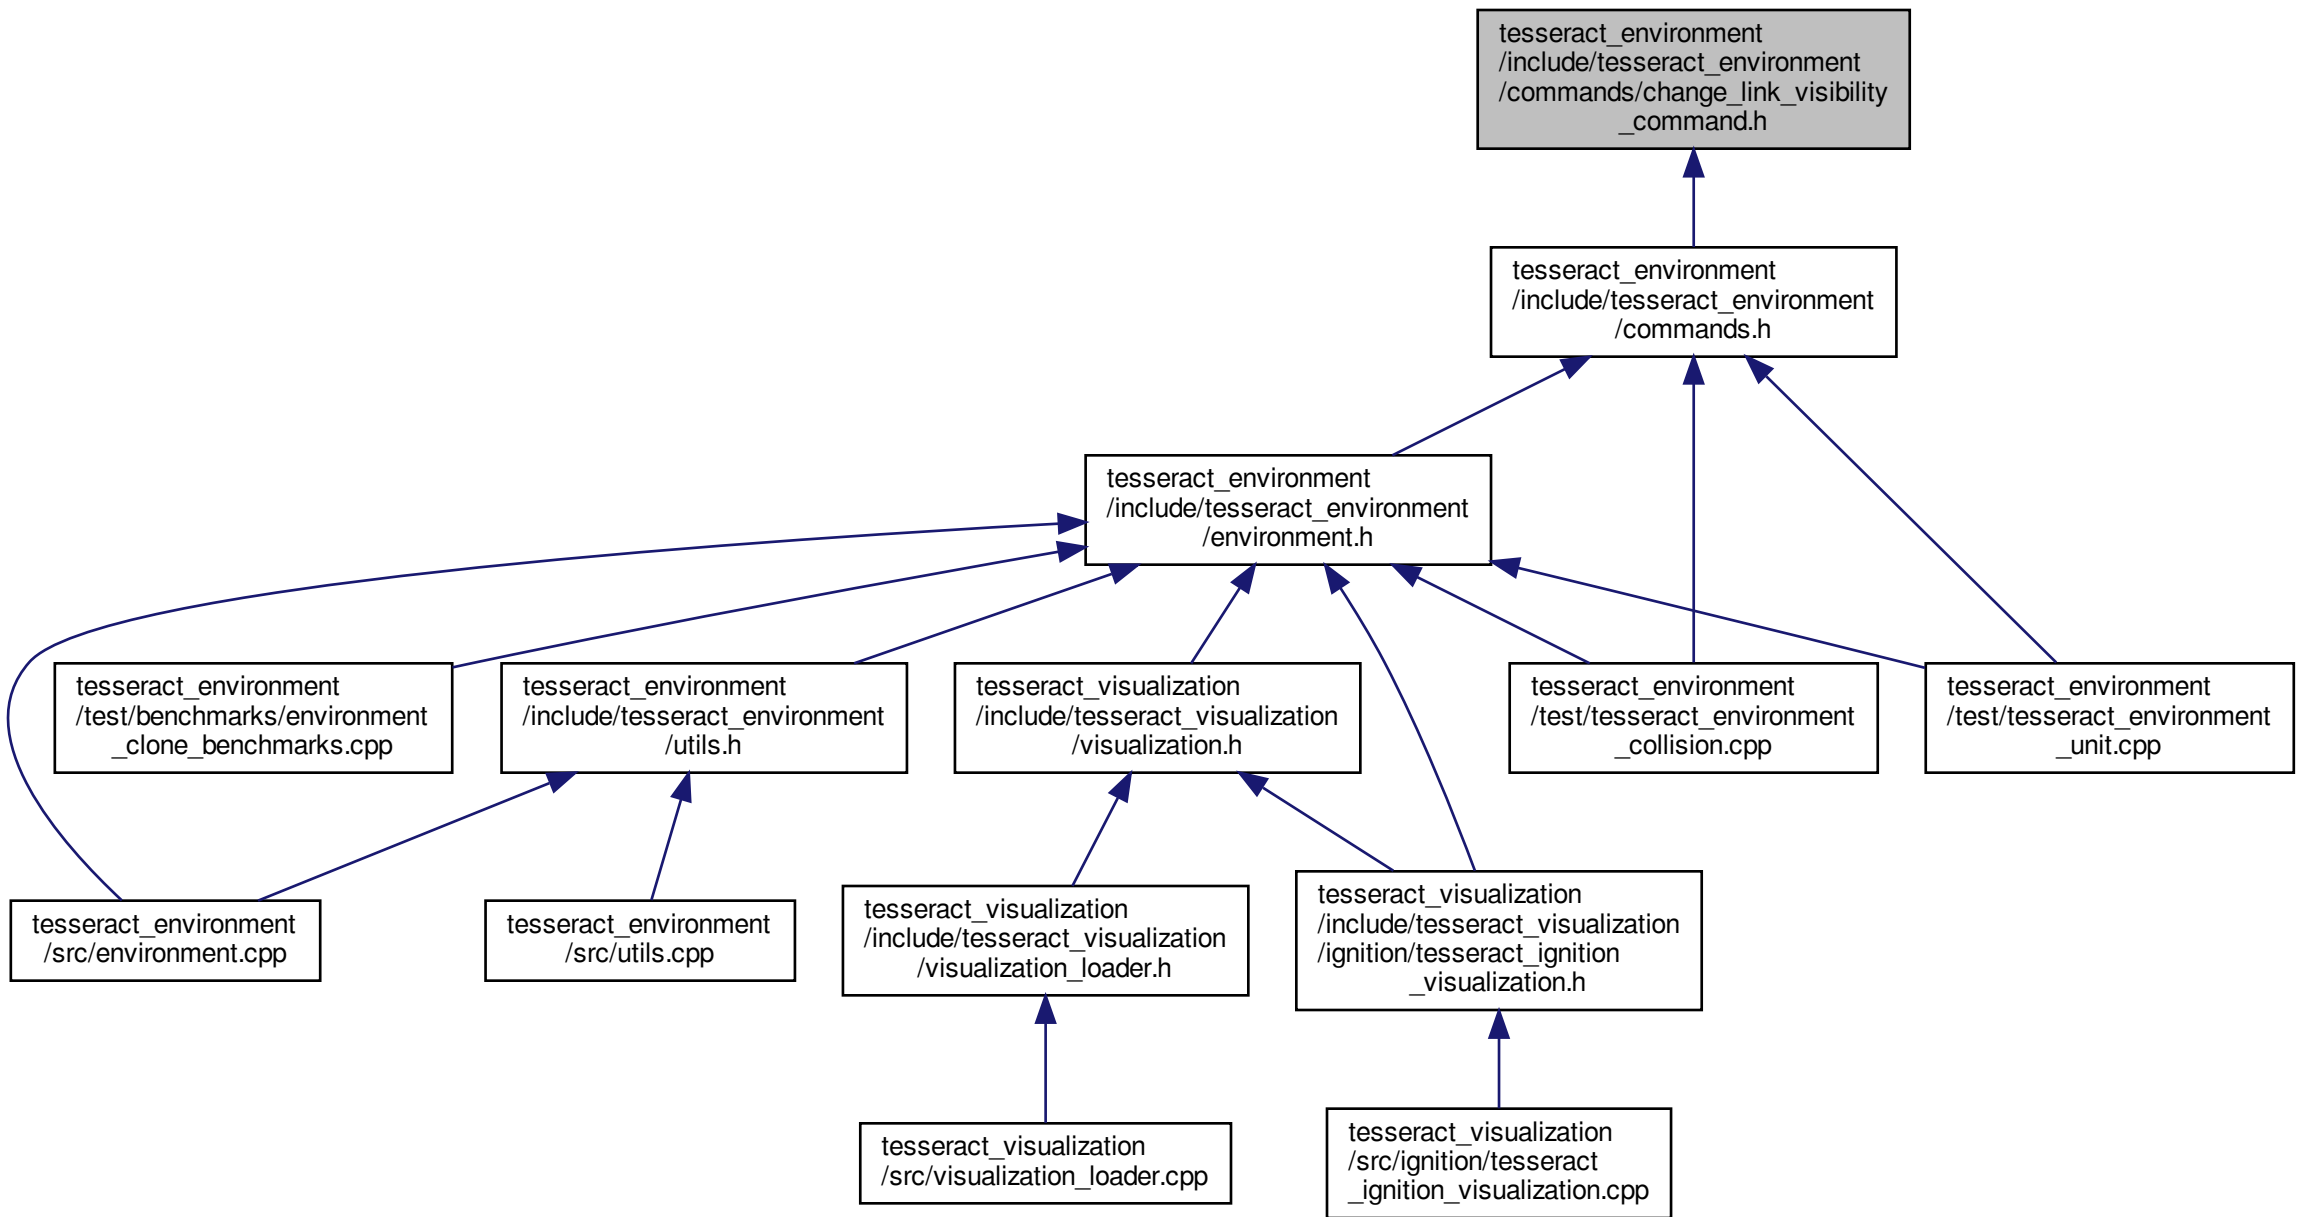 tesseract_environment
/include/tesseract_environment
/commands/change_link_visibility
_command.h
tesseract_environment
/include/tesseract_environment
/commands.h
tesseract_environment
/include/tesseract_environment
/environment.h
tesseract_environment
/test/benchmarks/environment
_clone_benchmarks.cpp
tesseract_environment
/include/tesseract_environment
/utils.h
tesseract_visualization
/include/tesseract_visualization
/visualization.h
tesseract_environment
/test/tesseract_environment
_collision.cpp
tesseract_environment
/test/tesseract_environment
_unit.cpp
tesseract_environment
/src/environment.cpp
tesseract_environment
/src/utils.cpp
tesseract_visualization
/include/tesseract_visualization
/visualization_loader.h
tesseract_visualization
/include/tesseract_visualization
/ignition/tesseract_ignition
_visualization.h
tesseract_visualization
/src/visualization_loader.cpp
tesseract_visualization
/src/ignition/tesseract
_ignition_visualization.cpp